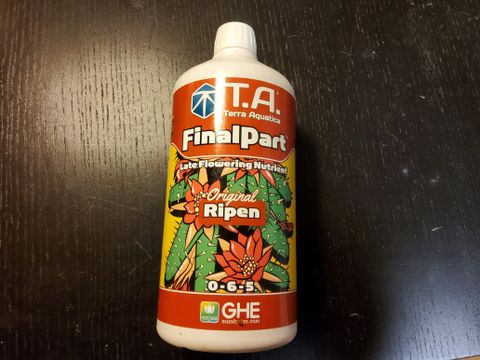 T.A.
Terra Aquatica
FinalPart
Late Flowering Nutrient
Original
Ripen
0-6-5
GHE